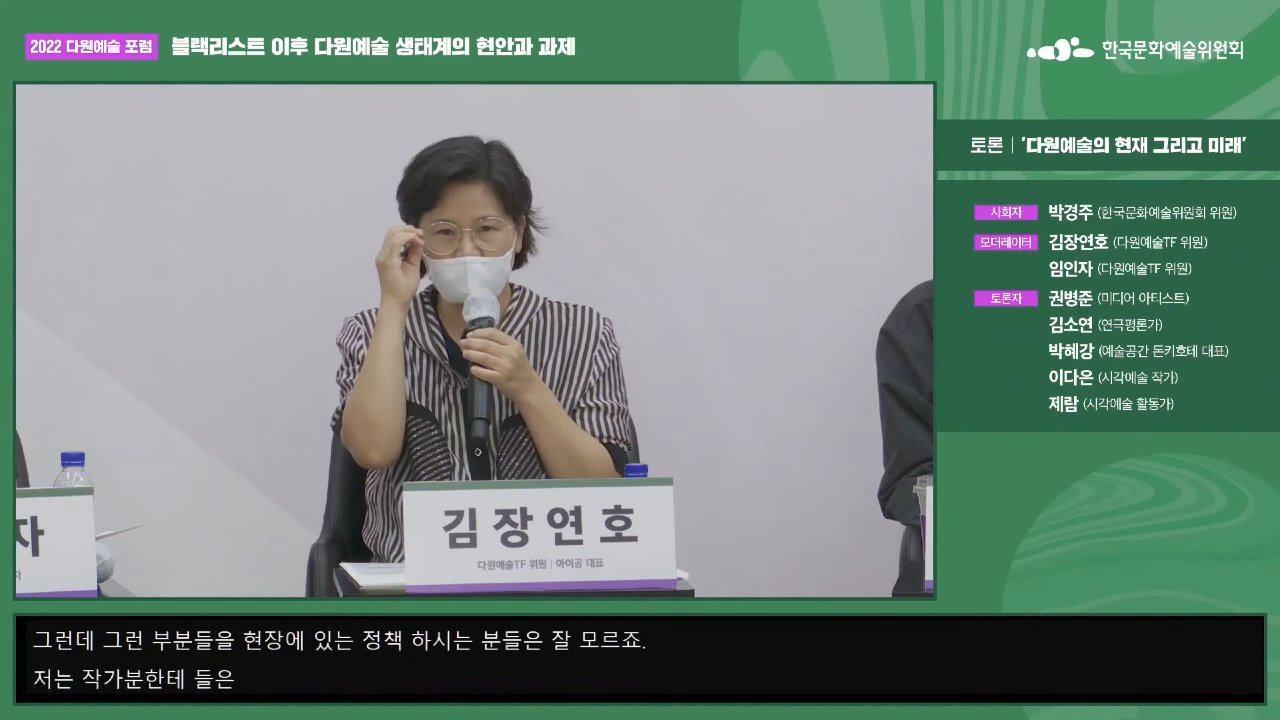 2022 다원예술 포럼 블랙리스트 이후 다원예술 생태계의 현안과 과제
한국문화예술위원회
토론 | '다원예술의 현재 그리고 미래'
사회자 박경주 (한국문화예술위원회 위원)
모더레이터 김장연호 (다원예술TF 위원)
임인자 (다원예술TF 위원)
토론자 권병준 (미디어 아티스트)
김소연 (연극평론가)
박혜강 (예술공간 돈키호테 대표)
이다은 (시각예술 작가)
제람 (시각예술 활동가)
자
자
김장연호
다원예술TF 위원 | 아이공 대표
그런데 그런 부분들을 현장에 있는 정책 하시는 분들은 잘 모르죠.
저는 작가분한테 들은